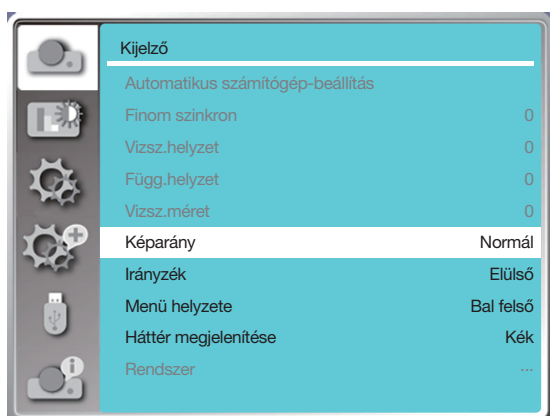 Kijelző
Automatikus számítógép-beállítás
Finom szinkron 0
Vizsz.helyzet 0
Függ.helyzet 0
Vizsz.méret 0
Képarány Normál
Irányzék Elülső
Menü helyzete Bal felső
Háttér megjelenítése Kék
Rendszer ...